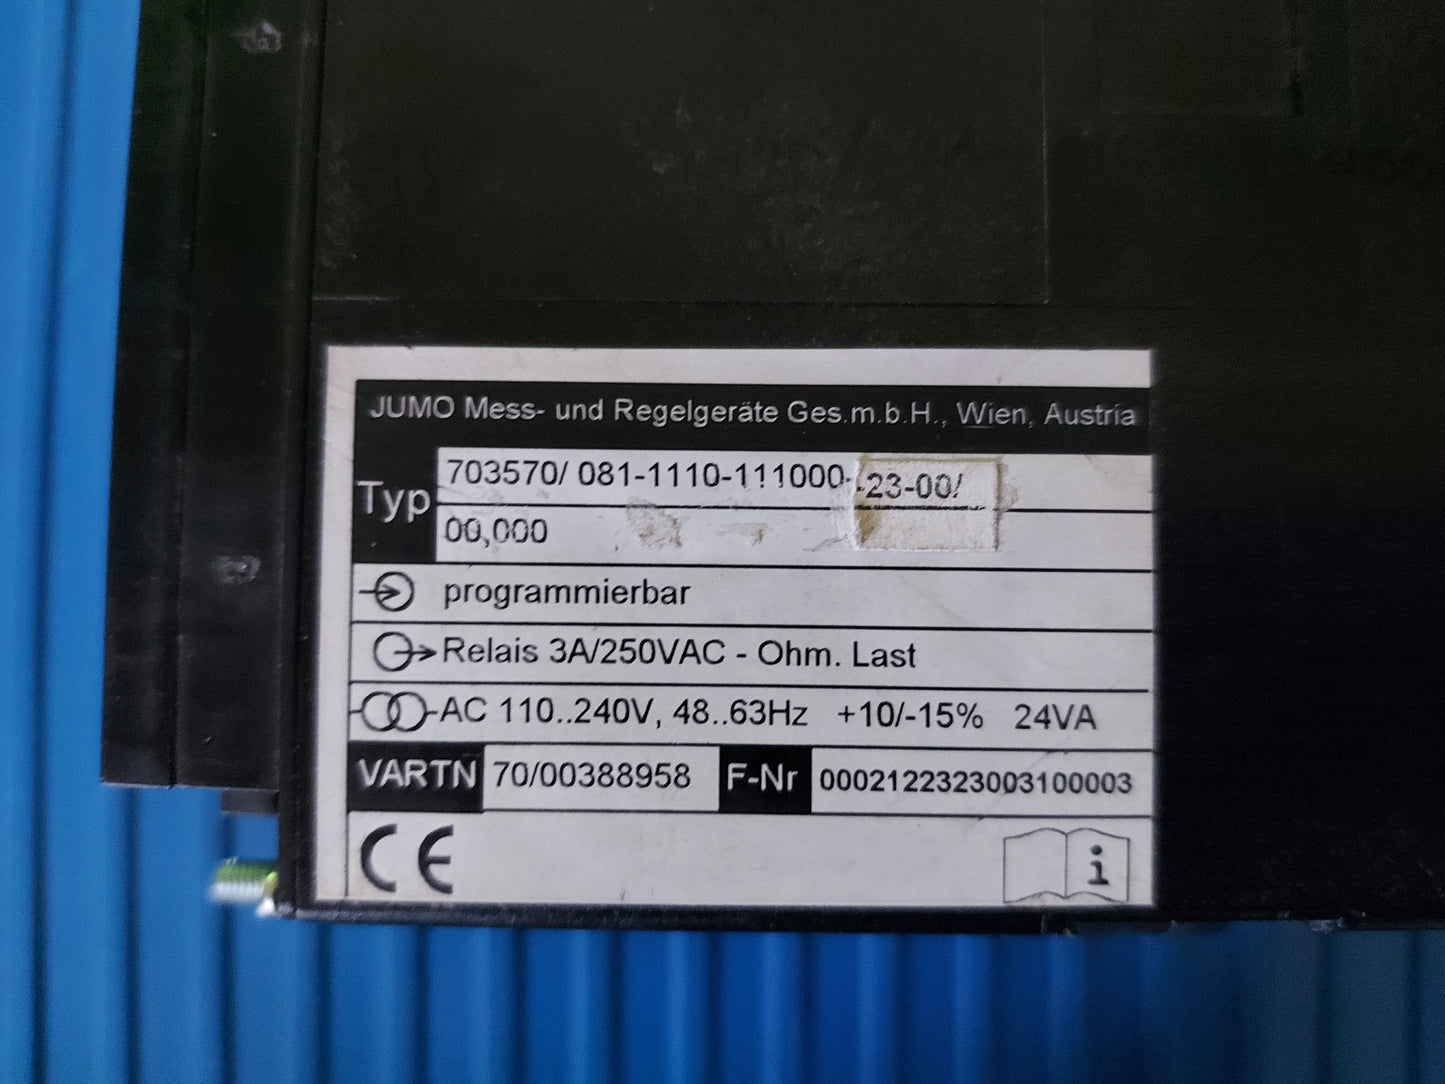 JUMO Mess- und Regelgeräte Ges.m.b.H., Wien, Austria
Typ 703570/ 081-1110-111000--23-00/
00,000
programmierbar
Relais 3A/250VAC - Ohm. Last
AC 110..240V, 48..63Hz +10/-15% 24VA
VARTN 70/00388958 F-Nr 0002122323003100003
CE i